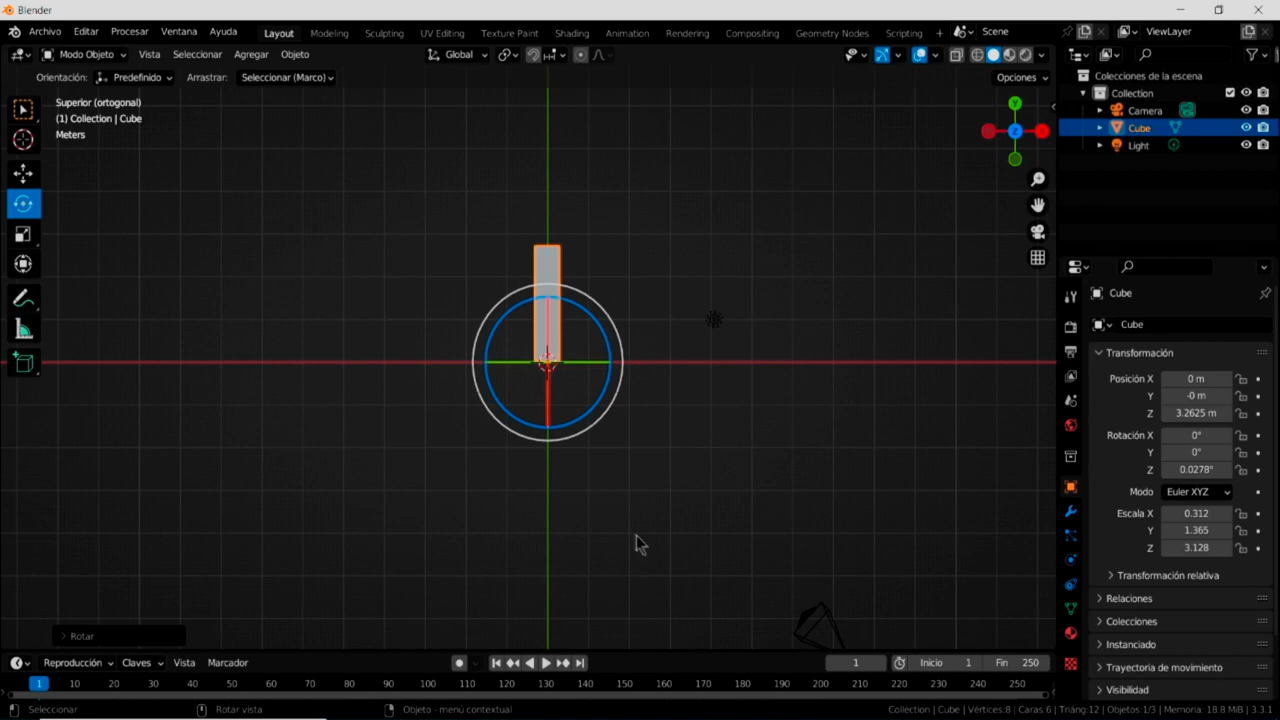 Blender
Archivo Editar Procesar Ventana Ayuda Layout Modeling Sculpting UV Editing Texture Paint Shading Animation Rendering Compositing Geometry Nodes Scripting + Scene ViewLayer
Modo Objeto Vista Seleccionar Agregar Objeto Global
Orientación: Predefinido Arrastrar: Seleccionar (Marco) Opciones
Superior (ortogonal)
(1) Collection | Cube
Meters
Y
Z
Colecciones de la escena
Collection
Camera
Cube
Light
Cube
Cube
Transformación
Posición X 0 m
Y -0 m
Z 3.2625 m
Rotación X 0°
Y 0°
Z 0.0278°
Modo Euler XYZ
Escala X 0.312
Y 1.365
Z 3.128
Transformación relativa
Relaciones
Colecciones
Instanciado
Trayectoria de movimiento
Visibilidad
Rotar
Reproducción Claves Vista Marcador 1 Inicio 1 Fin 250
1 10 20 30 40 50 60 70 80 90 100 110 120 130 140 150 160 170 180 190 200 210 220 230 240 250
Seleccionar Rotar vista Objeto - menú contextual Collection | Cube | Vértices:8 | Caras:6 | Triáng:12 | Objetos:1/3 | Memoria: 18.8 MiB | 3.3.1